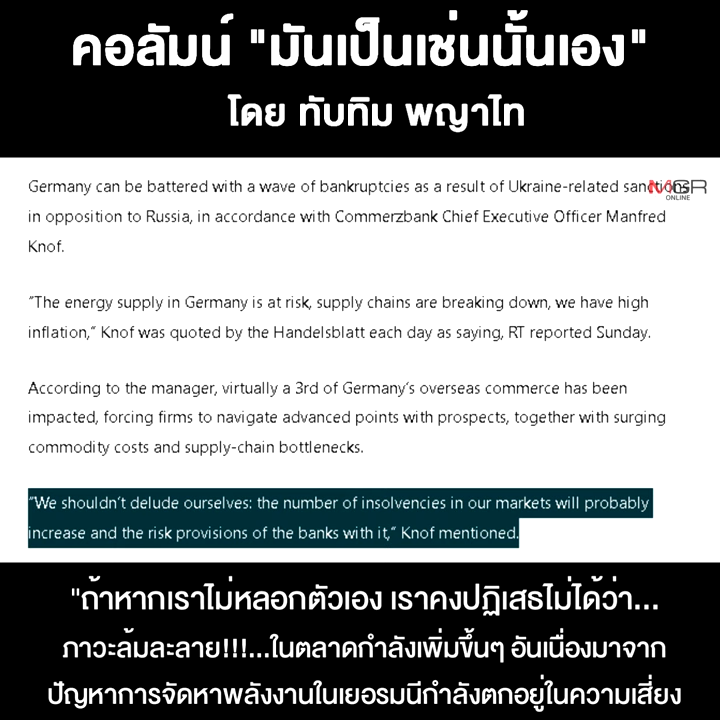 คอลัมน์ "มันเป็นเช่นนั้นเอง"
โดย ทับทิม พญาไท
Germany can be battered with a wave of bankruptcies as a result of Ukraine-related sanctions
MGR
ONLINE
in opposition to Russia, in accordance with Commerzbank Chief Executive Officer Manfred
Knof.
"The energy supply in Germany is at risk, supply chains are breaking down, we have high
inflation," Knof was quoted by the Handelsblatt each day as saying, RT reported Sunday.
According to the manager, virtually a 3rd of Germany's overseas commerce has been
impacted, forcing firms to navigate advanced points with prospects, together with surging
commodity costs and supply-chain bottlenecks.
"We shouldn't delude ourselves: the number of insolvencies in our markets will probably
increase and the risk provisions of the banks with it," Knof mentioned.
"ถ้าหากเราไม่หลอกตัวเอง เราคงปฏิเสธไม่ได้ว่า...
ภาวะล้มละลาย!!!...ในตลาดกำลังเพิ่มขึ้นๆ อันเนื่องมาจาก
ปัญหาการจัดหาพลังงานในเยอรมนีกำลังตกอยู่ในความเสี่ยง